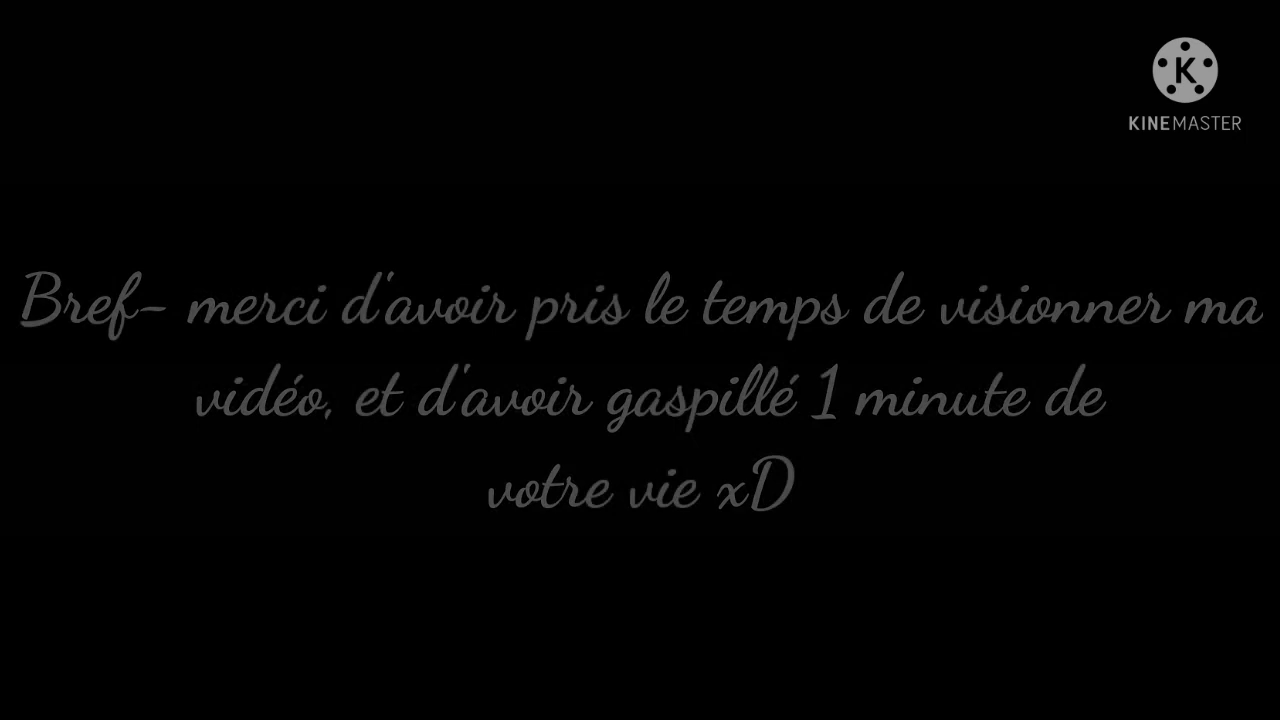 K
KINEMASTER
Bref- merci d'avoir pris le temps de visionner ma
vidéo, et d'avoir gaspillé 1 minute de
votre vie xD